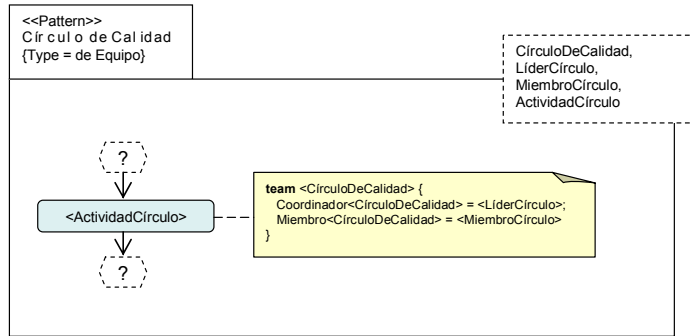 <<Pattern>>
Círculo de Calidad
{Type = de Equipo}
CírculoDeCalidad,
LíderCírculo,
MiembroCírculo,
ActividadCírculo
?
<ActividadCírculo>
?
team <CírculoDeCalidad> {
Coordinador<CírculoDeCalidad> = <LíderCírculo>;
Miembro<CírculoDeCalidad> = <MiembroCírculo>
}